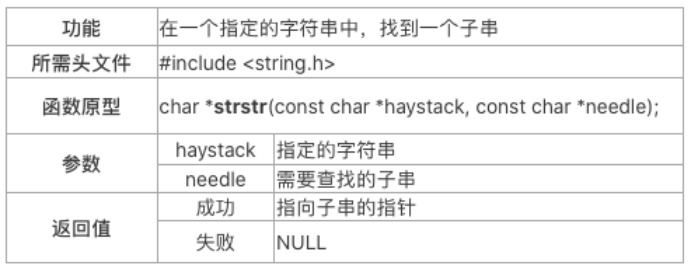 功能 在一个指定的字符串中，找到一个子串
所需头文件 #include <string.h>
函数原型 char *strstr(const char *haystack, const char *needle);
参数 haystack 指定的字符串
needle 需要查找的子串
返回值 成功 指向子串的指针
失败 NULL